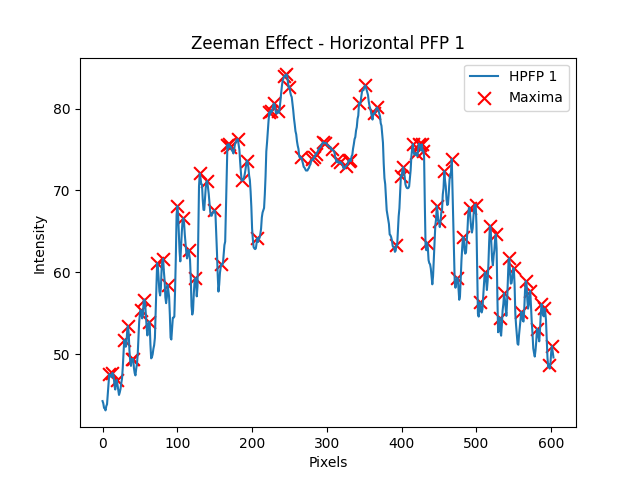 Zeeman Effect - Horizontal PFP 1
HPFP 1
Maxima
Intensity
80
70
60
50
0 100 200 300 400 500 600
Pixels